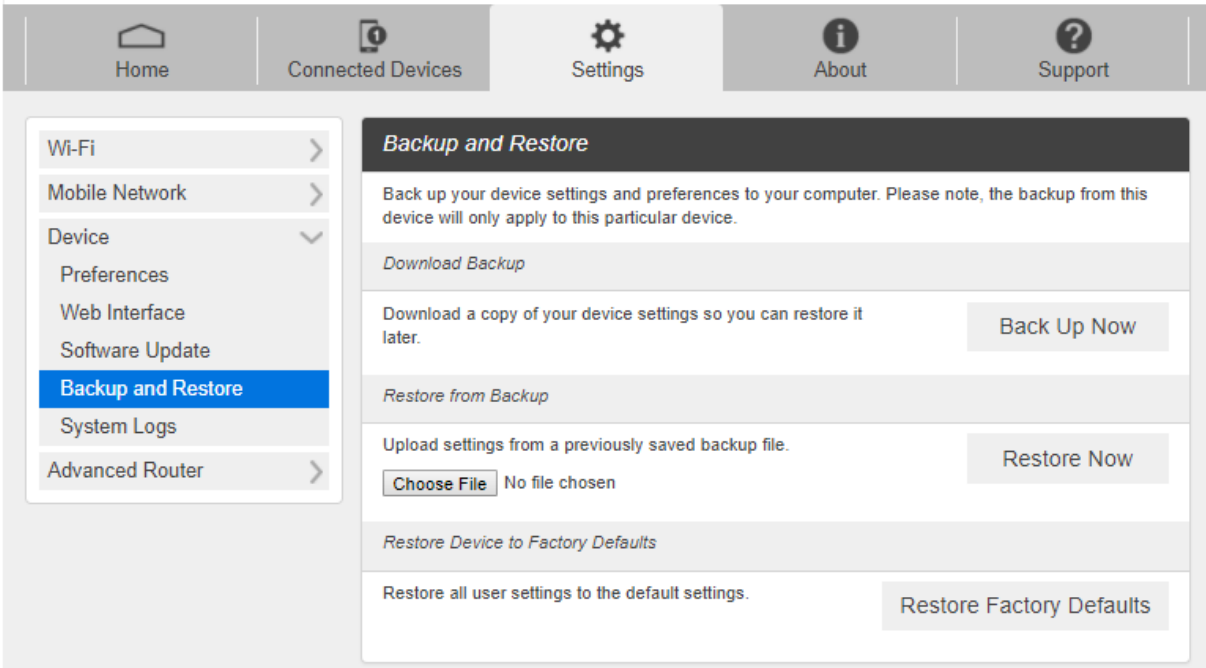 Home
Connected Devices
1
Settings
About
Support
Wi-Fi
Mobile Network
Device
Preferences
Web Interface
Software Update
Backup and Restore
System Logs
Advanced Router
Backup and Restore
Back up your device settings and preferences to your computer. Please note, the backup from this
device will only apply to this particular device.
Download Backup
Download a copy of your device settings so you can restore it
later.
Back Up Now
Restore from Backup
Upload settings from a previously saved backup file.
Choose File No file chosen
Restore Now
Restore Device to Factory Defaults
Restore all user settings to the default settings.
Restore Factory Defaults